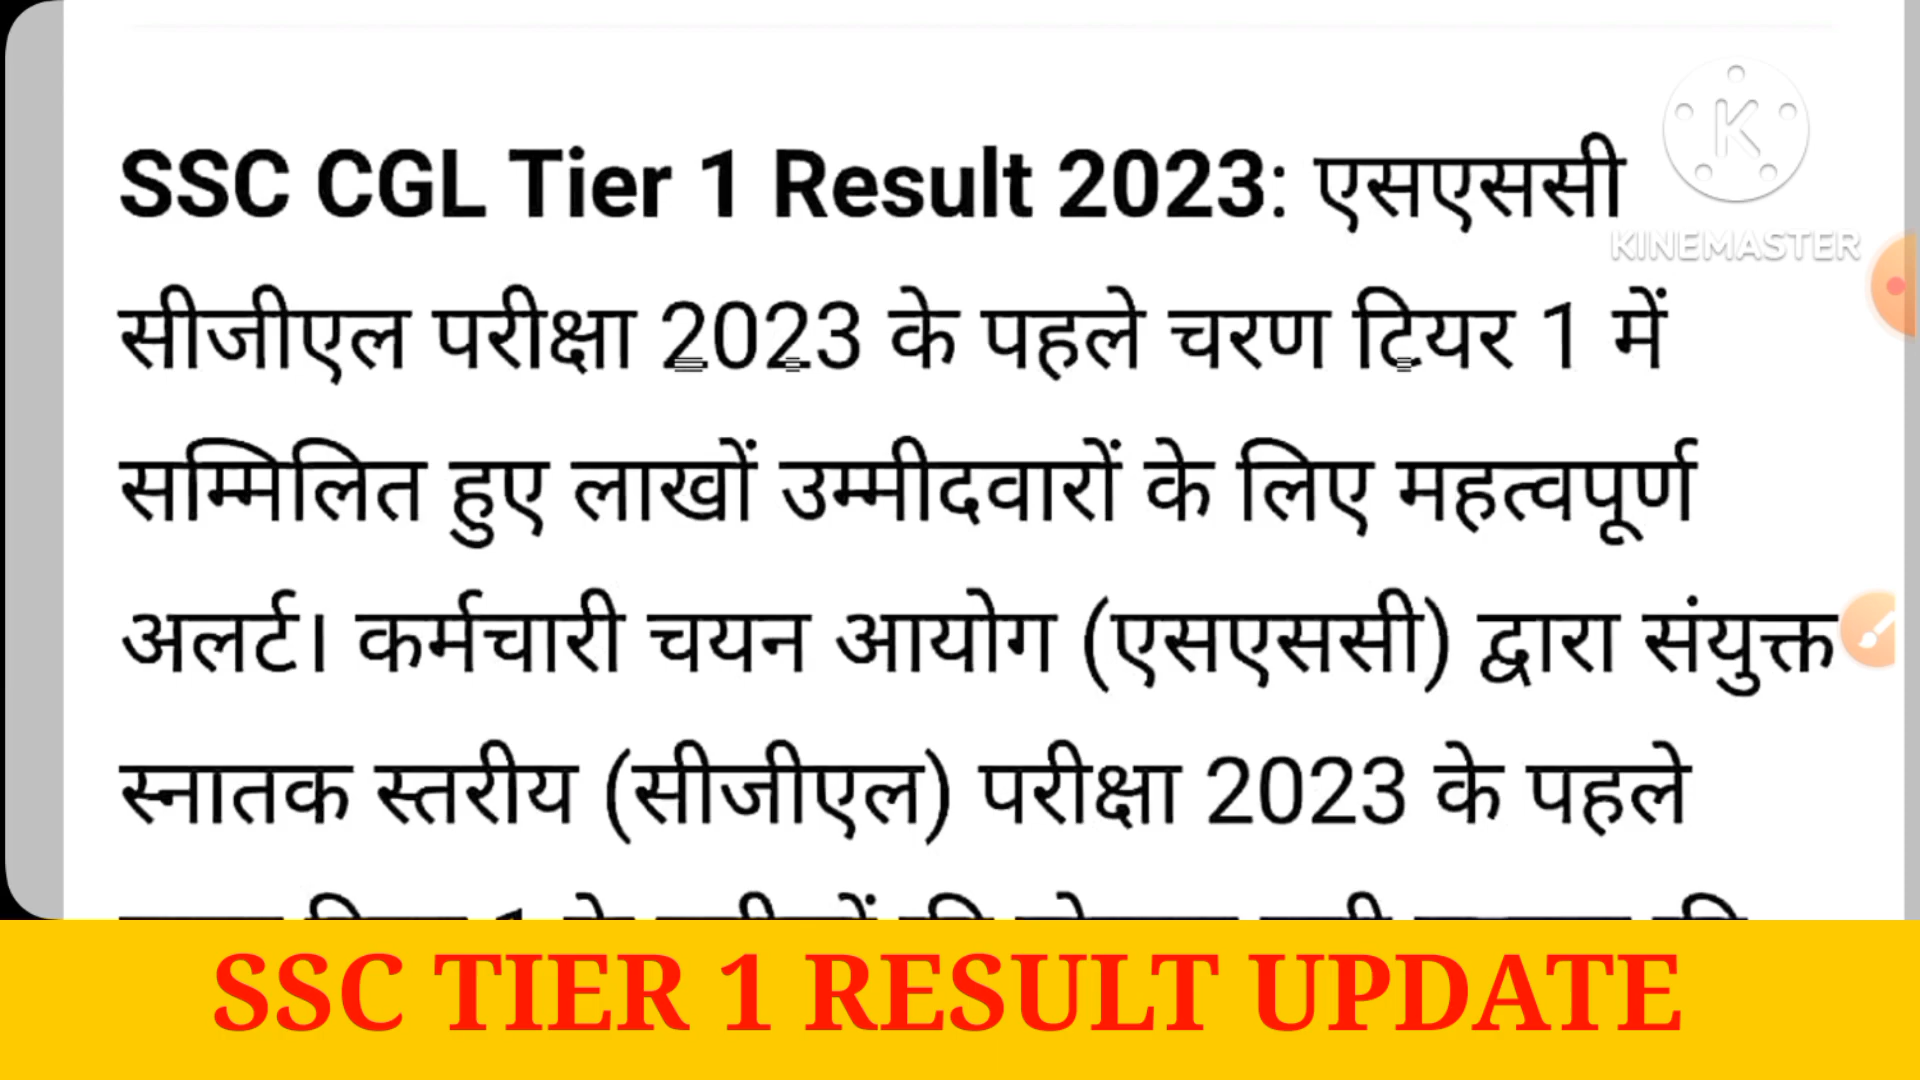 SSC CGL Tier 1 Result 2023: एसएससी
K
KINEMASTER
सीजीएल परीक्षा 2023 के पहले चरण टियर 1 में
सम्मिलित हुए लाखों उम्मीदवारों के लिए महत्वपूर्ण
अलर्ट। कर्मचारी चयन आयोग (एसएससी) द्वारा संयुक्त
स्नातक स्तरीय (सीजीएल) परीक्षा 2023 के पहले
SSC TIER 1 RESULT UPDATE